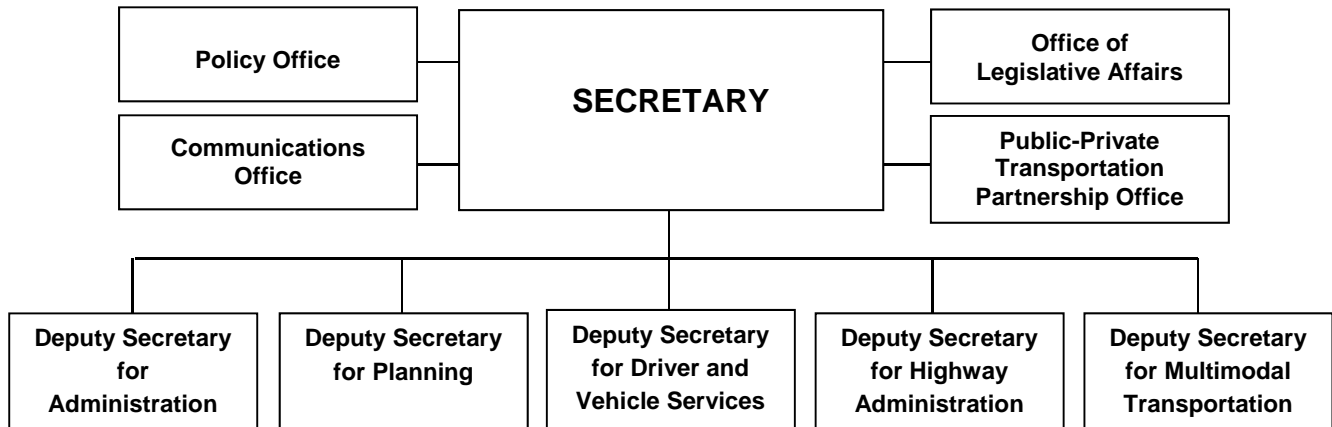 Policy Office
Communications
Office
SECRETARY
Office of
Legislative Affairs
Public-Private
Transportation
Partnership Office
Deputy Secretary
for
Administration
Deputy Secretary
for Planning
Deputy Secretary
for Driver and
Vehicle Services
Deputy Secretary
for Highway
Administration
Deputy Secretary
for Multimodal
Transportation